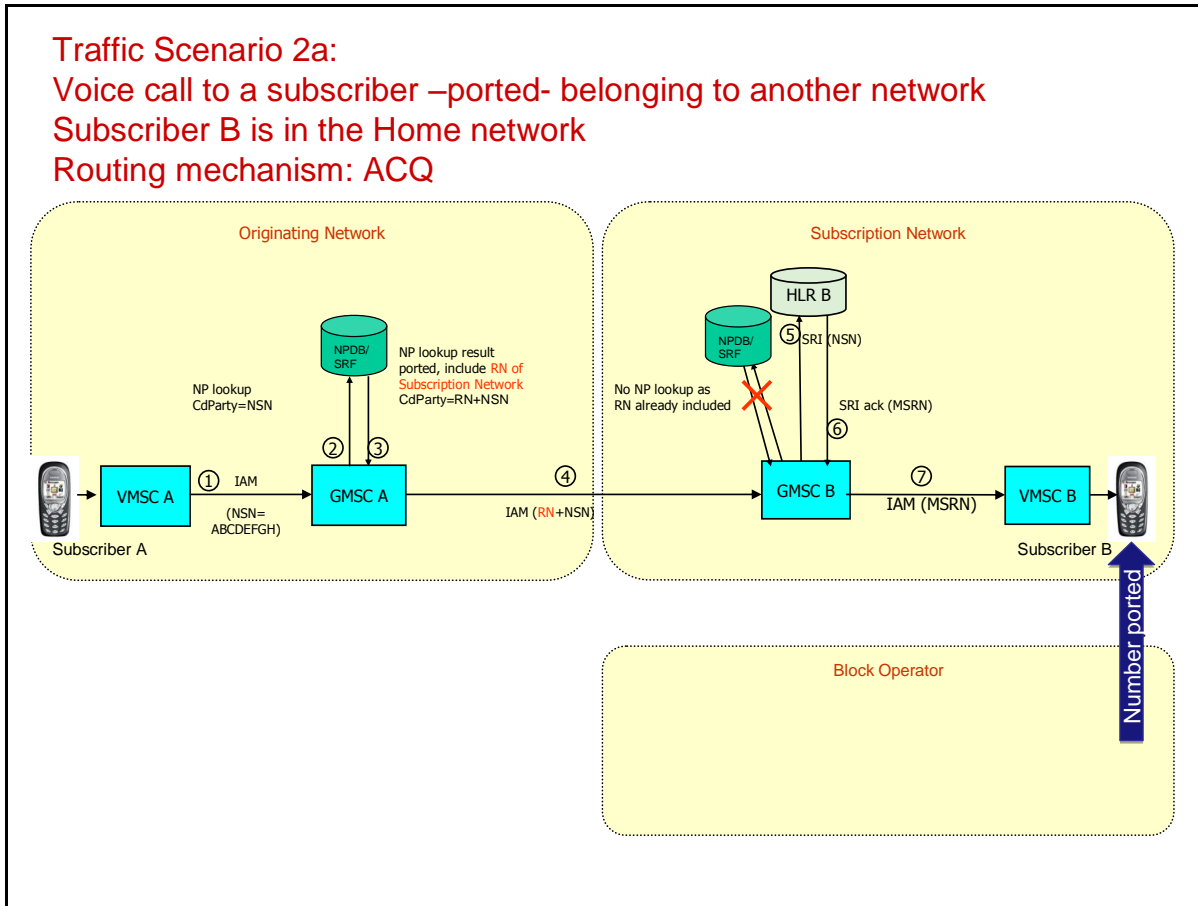 Traffic Scenario 2a:
Voice call to a subscriber –ported- belonging to another network
Subscriber B is in the Home network
Routing mechanism: ACQ
Originating Network
NPDB/
SRF
NP lookup
CdParty=NSN
NP lookup result
ported, include RN of
Subscription Network
CdParty=RN+NSN
2
3
VMSC A
1
IAM
(NSN=
ABCDEFGH)
GMSC A
Subscriber A
4
IAM (RN+NSN)
Subscription Network
HLR B
NPDB/
SRF
5
SRI (NSN)
No NP lookup as
RN already included
SRI ack (MSRN)
6
GMSC B
7
IAM (MSRN)
VMSC B
Subscriber B
Number ported
Block Operator